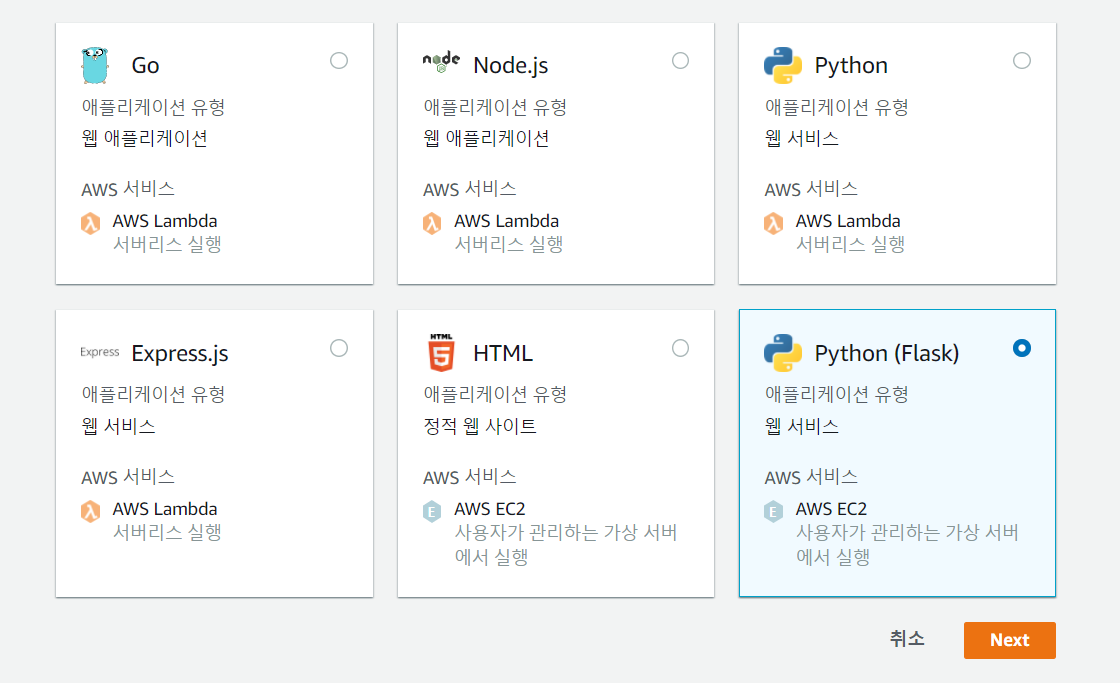 Go
애플리케이션 유형
웹 애플리케이션
AWS 서비스
AWS Lambda
서버리스 실행
node
Node.js
애플리케이션 유형
웹 애플리케이션
AWS 서비스
AWS Lambda
서버리스 실행
Python
애플리케이션 유형
웹 서비스
AWS 서비스
AWS Lambda
서버리스 실행
Express
Express.js
애플리케이션 유형
웹 서비스
AWS 서비스
AWS Lambda
서버리스 실행
HTML
5
HTML
애플리케이션 유형
정적 웹 사이트
AWS 서비스
E
AWS EC2
사용자가 관리하는 가상 서버
에서 실행
Python (Flask)
애플리케이션 유형
웹 서비스
AWS 서비스
E
AWS EC2
사용자가 관리하는 가상 서버
에서 실행
취소
Next